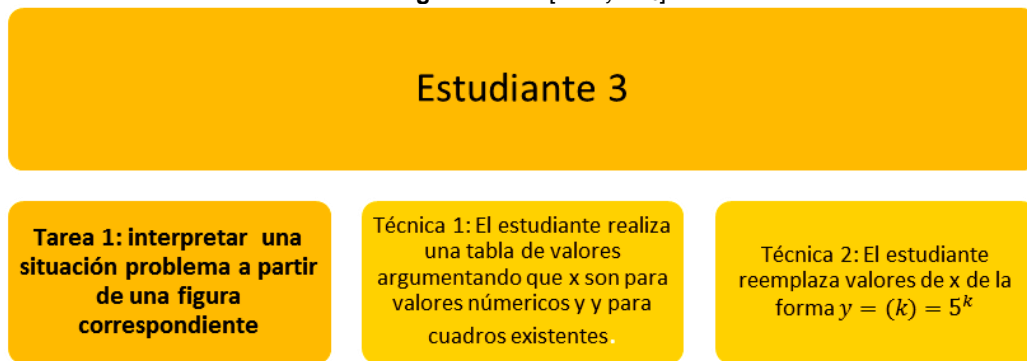 Estudiante 3
Tarea 1: interpretar una
situación problema a partir
de una figura
correspondiente
Técnica 1: El estudiante realiza
una tabla de valores
argumentando que x son para
valores númericos y y para
cuadros existentes.
Técnica 2: El estudiante
reemplaza valores de x de la
forma y = (k) = 5^k